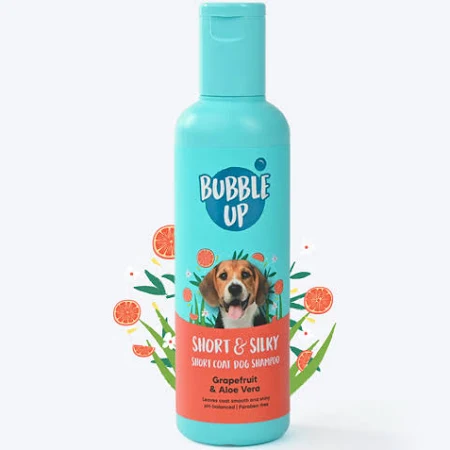 BUBBLE
UP
SHORT & SILKY
SHORT COAT DOG SHAMPOO
Grapefruit
& Aloe Vera
Leaves coat smooth and shiny
pH balanced | Paraben free